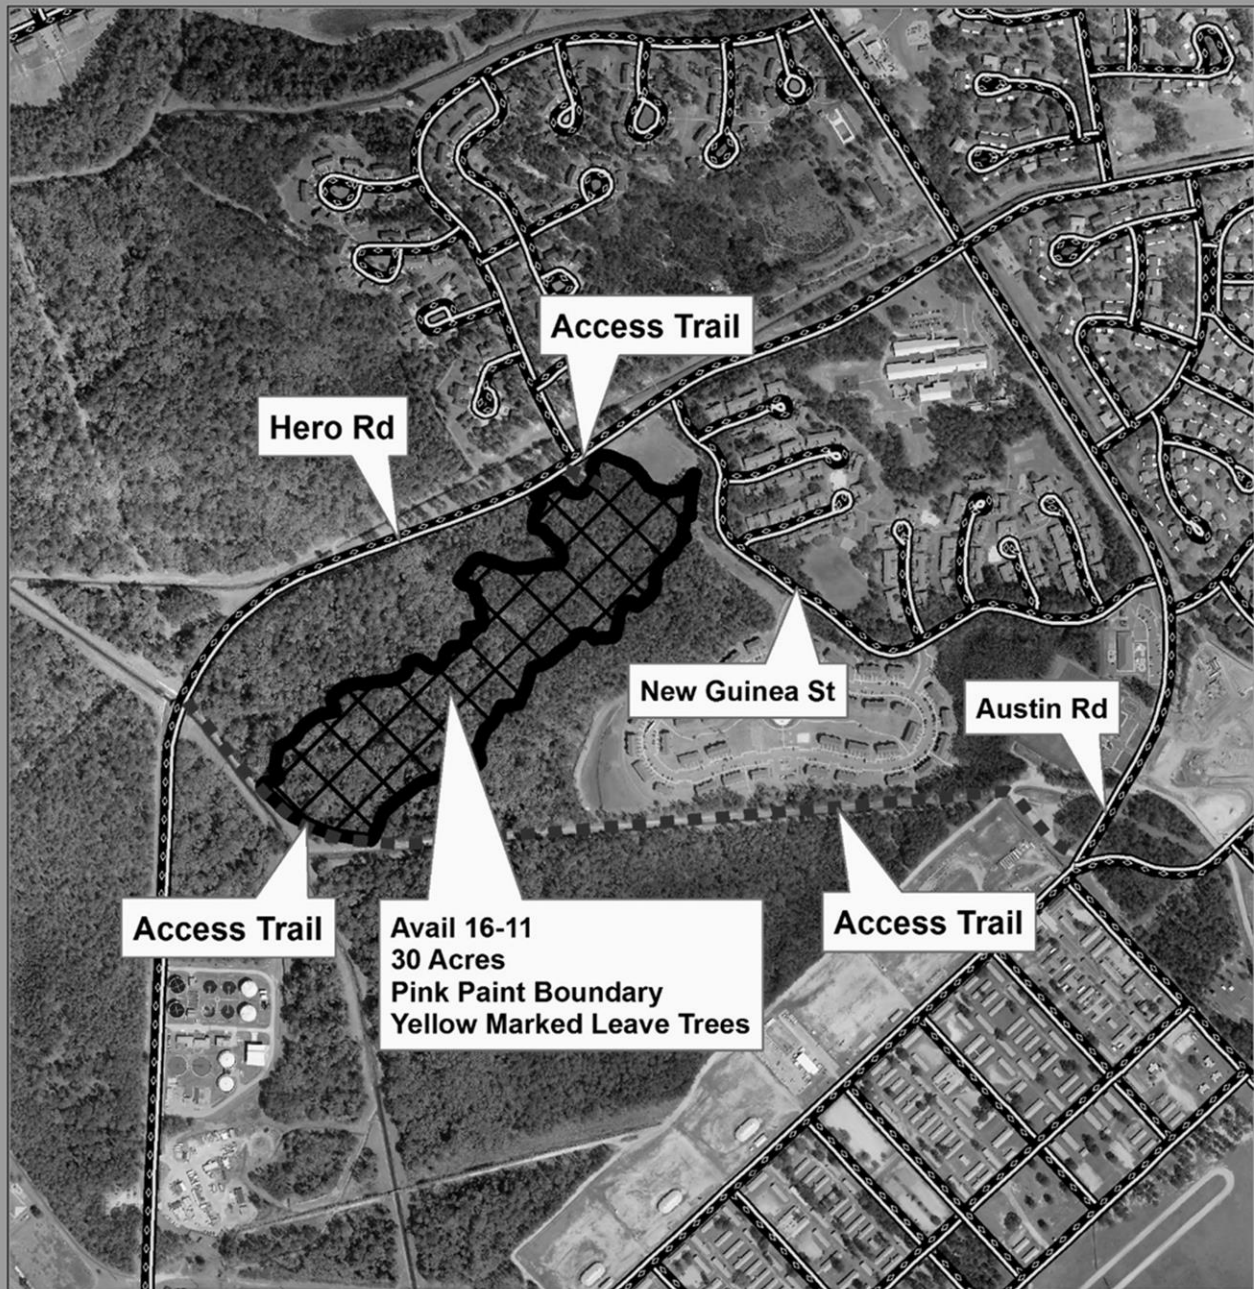 Access Trail
Hero Rd
New Guinea St
Austin Rd
Access Trail
Avail 16-11
30 Acres
Pink Paint Boundary
Yellow Marked Leave Trees
Access Trail